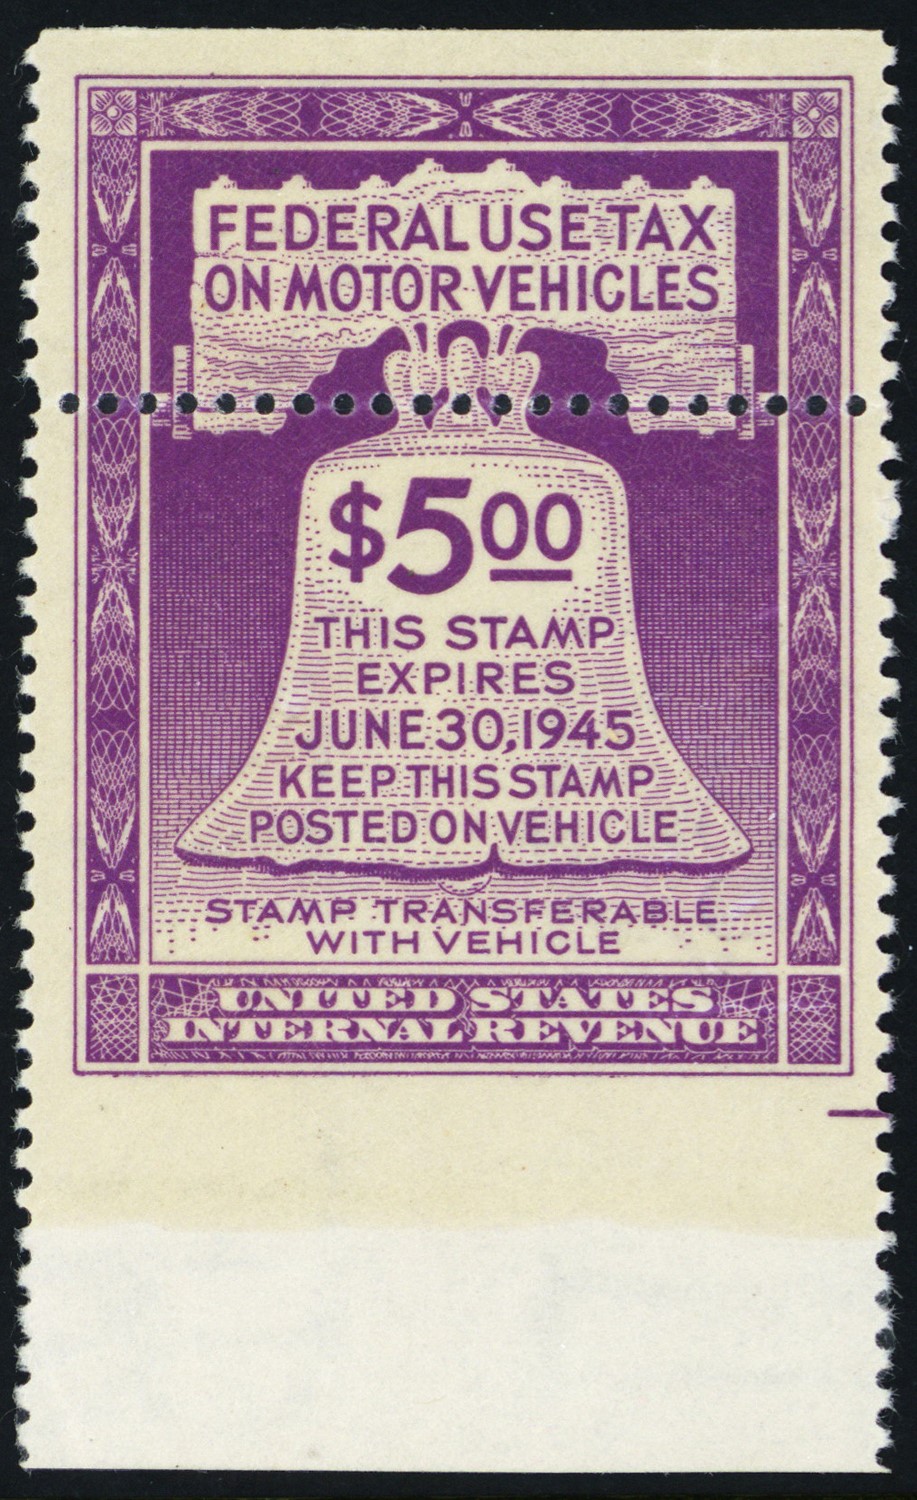 FEDERAL USE TAX
ON MOTOR VEHICLES
$5.00
THIS STAMP
EXPIRES
JUNE 30, 1945
KEEP THIS STAMP
POSTED ON VEHICLE
STAMP TRANSFERABLE
WITH VEHICLE
UNITED STATES
INTERNAL REVENUE